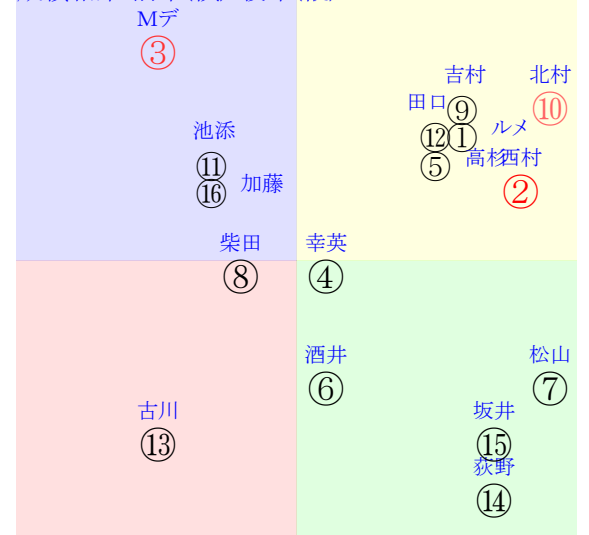 Mデ
③
吉村
北村
田口
⑨
⑩
池添
⑫
①
ルメ
⑪
⑤
高杉
西村
⑯
加藤
②
柴田
幸英
⑧
④
酒井
松山
⑥
⑦
古川
坂井
⑬
⑮
荻野
⑭